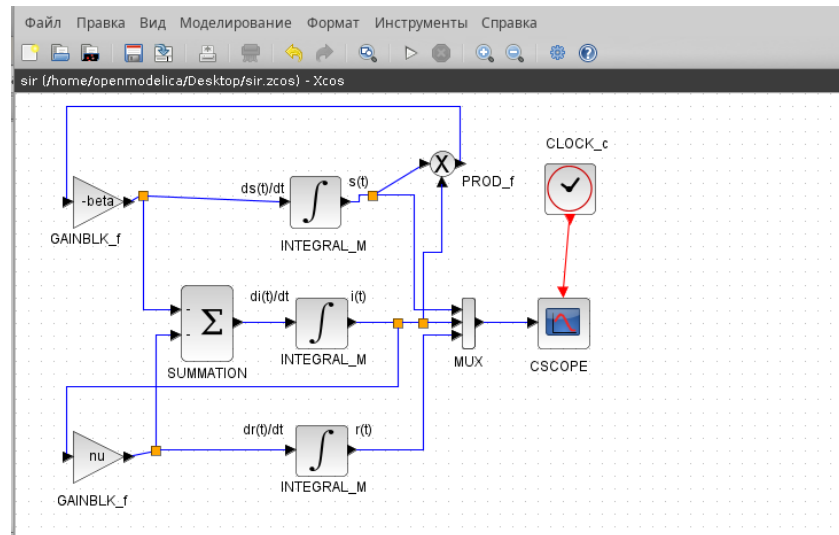 Файл Правка Вид Моделирование Формат Инструменты Справка
sir (/home/openmodelica/Desktop/sir.zcos) - Xcos
CLOCK_c
ds(t)/dt
s(t)
X
PROD_f
-beta
∫
GAINBLK_f
INTEGRAL_M
di(t)/dt
i(t)
-
-
Σ
∫
SUMMATION
INTEGRAL_M
MUX
CSCOPE
dr(t)/dt
r(t)
nu
∫
GAINBLK_f
INTEGRAL_M